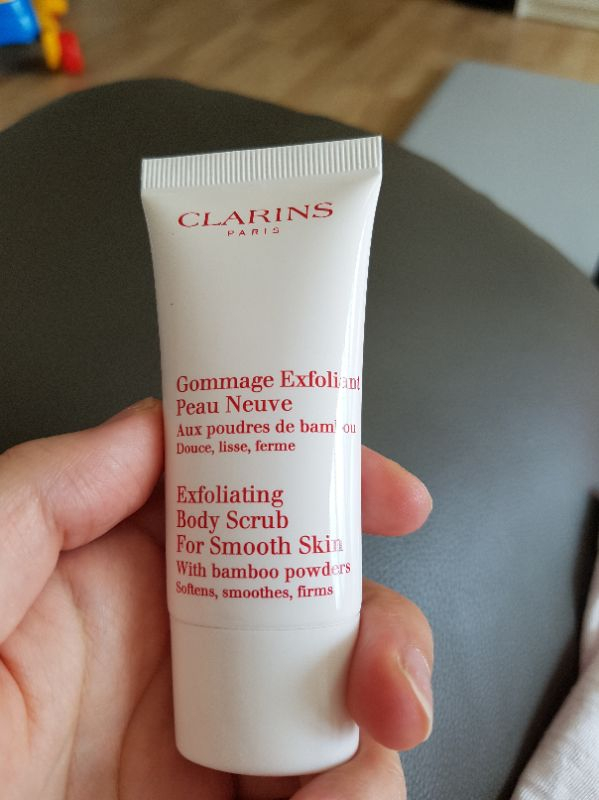 CLARINS
PARIS
Gommage Exfoliant
Peau Neuve
Aux poudres de bambou
Douce, lisse, ferme
Exfoliating
Body Scrub
For Smooth Skin
With bamboo powders
Softens, smoothes, firms